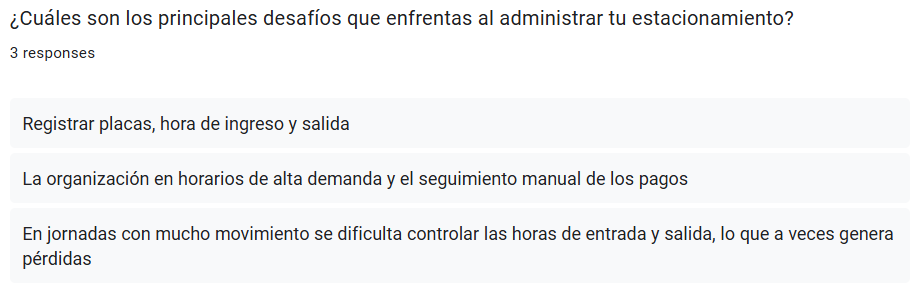 ¿Cuáles son los principales desafíos que enfrentas al administrar tu estacionamiento?
3 responses
Registrar placas, hora de ingreso y salida
La organización en horarios de alta demanda y el seguimiento manual de los pagos
En jornadas con mucho movimiento se dificulta controlar las horas de entrada y salida, lo que a veces genera
pérdidas